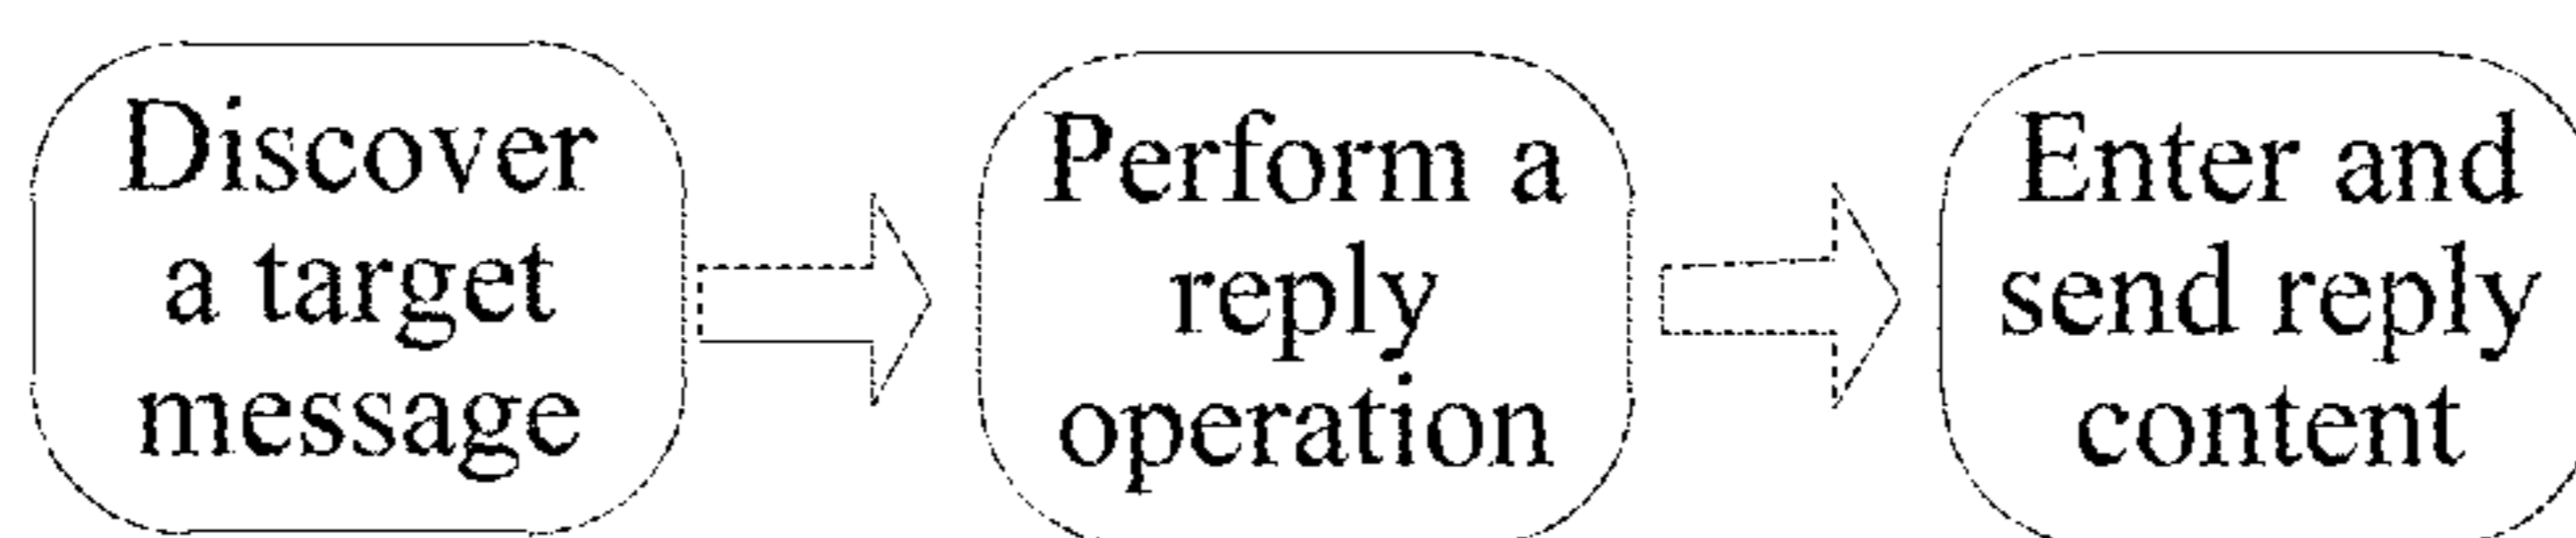 Discover
a target
message
Perform a
reply
operation
Enter and
send reply
content